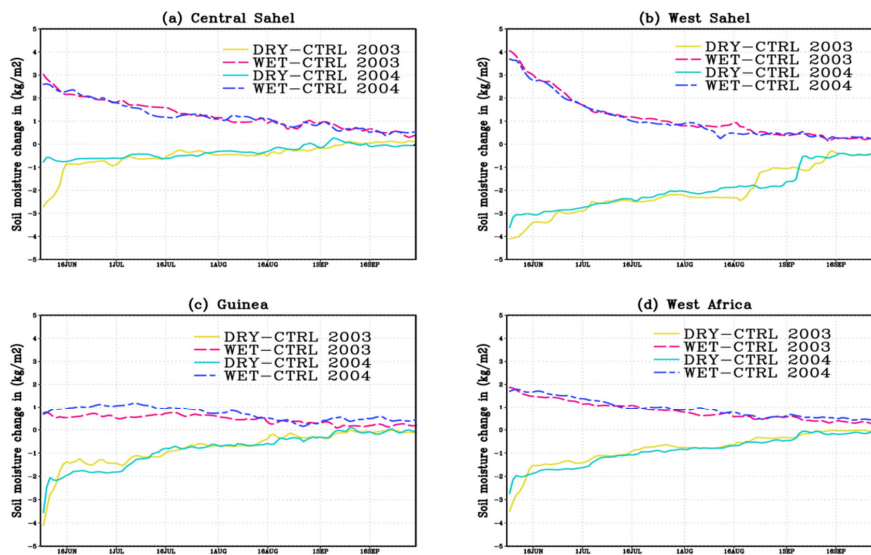 (a) Central Sahel
Soil moisture change in (kg/m2)
5
4
3
2
1
0
-1
-2
-3
-4
-5
DRY-CTRL 2003
WET-CTRL 2003
DRY-CTRL 2004
WET-CTRL 2004
16JUN 1JUL 16JUL 1AUG 16AUG 1SEP 16SEP
(b) West Sahel
Soil moisture change in (kg/m2)
5
4
3
2
1
0
-1
-2
-3
-4
-5
DRY-CTRL 2003
WET-CTRL 2003
DRY-CTRL 2004
WET-CTRL 2004
16JUN 1JUL 16JUL 1AUG 16AUG 1SEP 16SEP
(c) Guinea
Soil moisture change in (kg/m2)
5
4
3
2
1
0
-1
-2
-3
-4
-5
DRY-CTRL 2003
WET-CTRL 2003
DRY-CTRL 2004
WET-CTRL 2004
16JUN 1JUL 16JUL 1AUG 16AUG 1SEP 16SEP
(d) West Africa
Soil moisture change in (kg/m2)
5
4
3
2
1
0
-1
-2
-3
-4
-5
DRY-CTRL 2003
WET-CTRL 2003
DRY-CTRL 2004
WET-CTRL 2004
16JUN 1JUL 16JUL 1AUG 16AUG 1SEP 16SEP